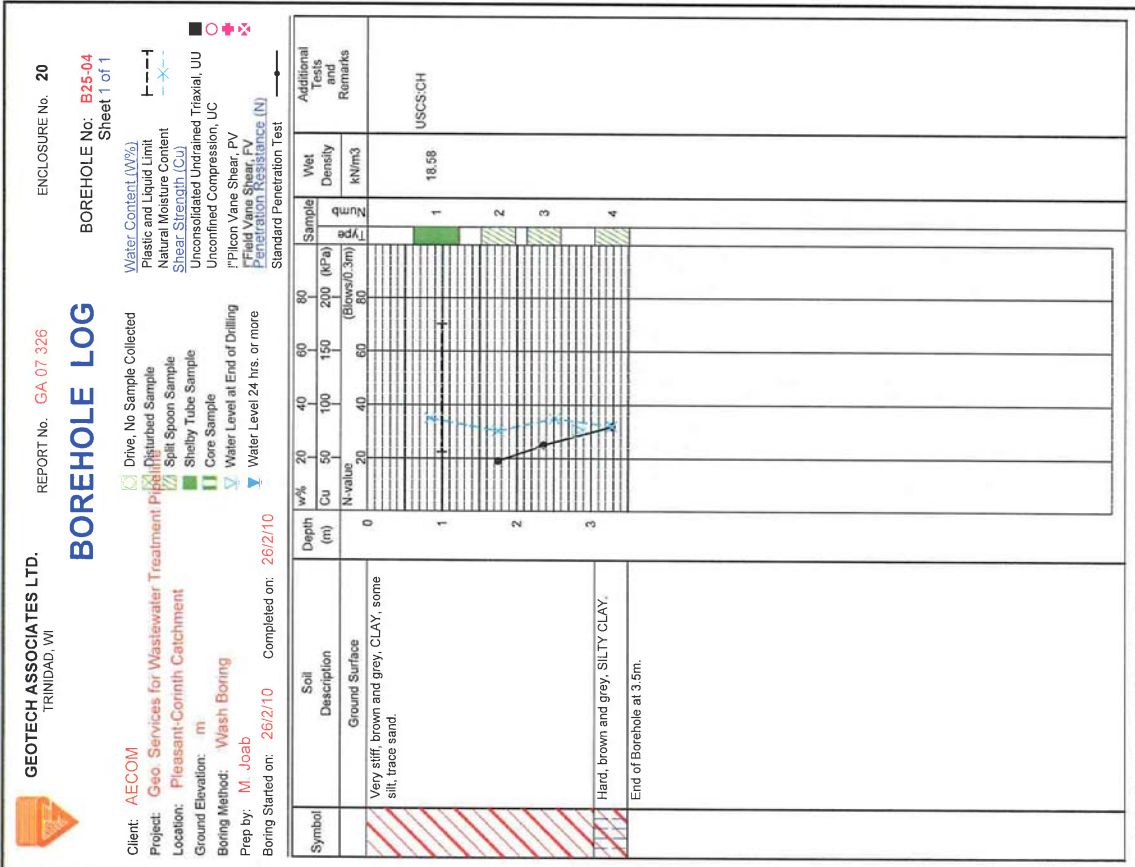 GEOTECH ASSOCIATES LTD.
TRINIDAD, WI
REPORT No. GA 07 326
ENCLOSURE No. 20
BOREHOLE LOG
BOREHOLE No: B25-04
Sheet 1 of 1
Client: AECOM
Project: Geo. Services for Wastewater Treatment Pipeline
Location: Pleasant-Corinth Catchment
Ground Elevation: m
Boring Method: Wash Boring
Prep by: M. Joab
Boring Started on: 26/2/10 Completed on: 26/2/10
Drive, No Sample Collected
Disturbed Sample
Split Spoon Sample
Shelby Tube Sample
Core Sample
Water Level at End of Drilling
Water Level 24 hrs. or more
Water Content (W%)
Plastic and Liquid Limit
Natural Moisture Content
Shear Strength (Cu)
Unconsolidated Undrained Triaxial, UU
Unconfined Compression, UC
!"Pilcon Vane Shear, PV
Field Vane Shear, FV
Penetration Resistance (N)
Standard Penetration Test
Symbol
Soil
Description
Depth
(m)
w% 20 40 60 80
Cu 50 100 150 200 (kPa)
N-value (Blows/0.3m)
20 40 60 80
Sample
Type
Numb
Wet
Density
kN/m3
Additional
Tests
and
Remarks
Ground Surface
0
Very stiff, brown and grey, CLAY, some
silt, trace sand.
1
1
18.58
USCS:CH
2
2
3
3
Hard, brown and grey, SILTY CLAY.
4
End of Borehole at 3.5m.